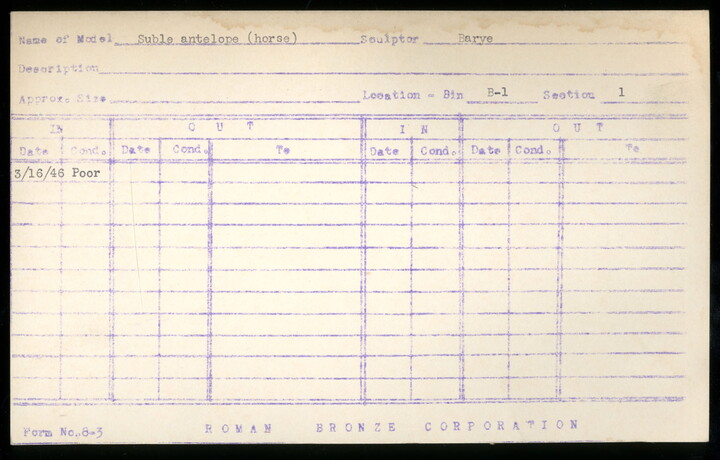 Name of Model Suble antelope (horse) Sculptor Barye
Description
Approx. Size Location - Bin B-1 Section 1
IN OUT IN OUT
Date Cond. Date Cond. To Date Cond. Date Cond. To
3/16/46 Poor
Form No. 8-3 ROMAN BRONZE CORPORATION